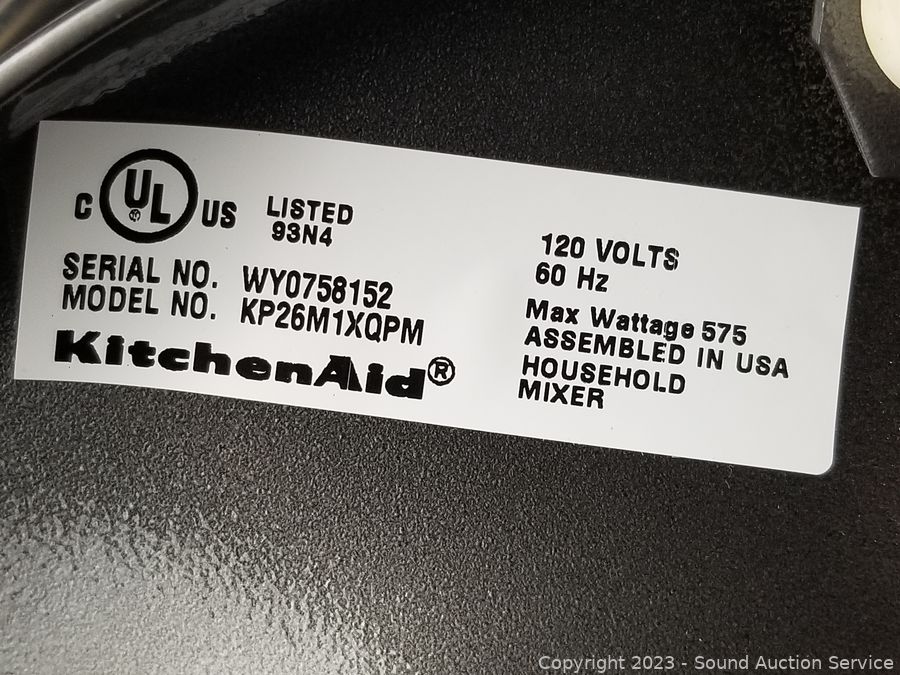 C UL US LISTED
93N4
SERIAL NO. WY0758152
MODEL NO. KP26M1XQPM
KitchenAid®
120 VOLTS
60 Hz
Max Wattage 575
ASSEMBLED IN USA
HOUSEHOLD
MIXER
Copyright 2023 - Sound Auction Service